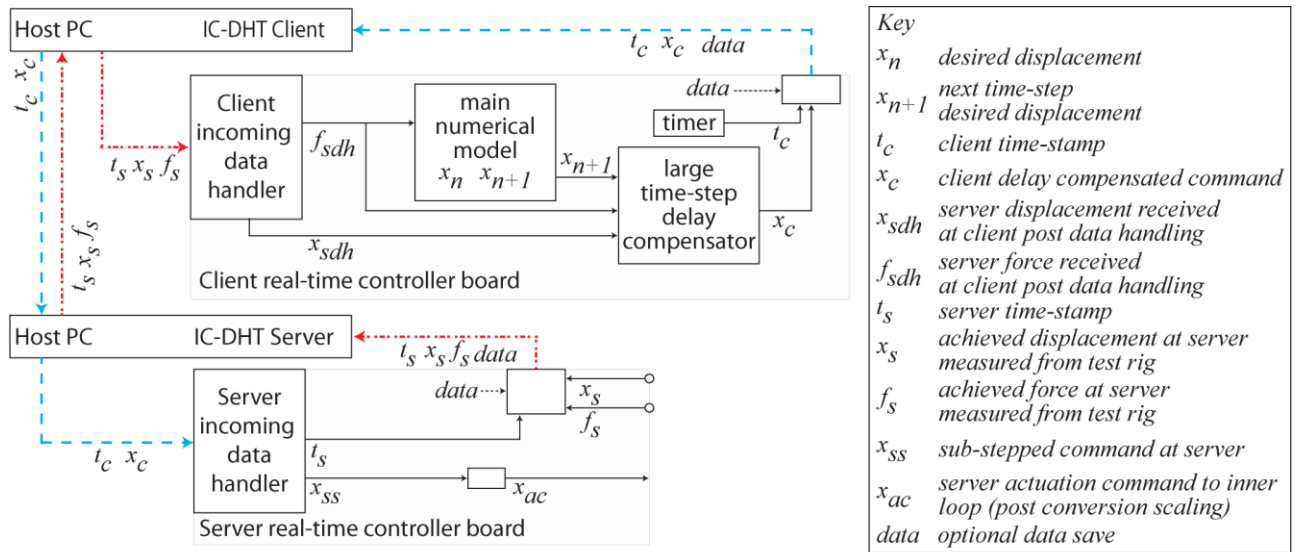 Host PC IC-DHT Client
t_c x_c data
t_c x_c
Client
incoming
data
handler
f_sdh
main
numerical
model
x_n x_n+1
data
timer
t_c
x_n+1
large
time-step
delay
compensator
x_c
t_s x_s f_s
x_sdh
t_s x_s f_s
Client real-time controller board
Host PC IC-DHT Server
t_s x_s f_s data
Server
incoming
data
handler
data
x_s
f_s
t_s
t_c x_c
x_ss
x_ac
Server real-time controller board
Key
x_n desired displacement
x_n+1 next time-step
desired displacement
t_c client time-stamp
x_c client delay compensated command
x_sdh server displacement received
at client post data handling
f_sdh server force received
at client post data handling
t_s server time-stamp
x_s achieved displacement at server
measured from test rig
f_s achieved force at server
measured from test rig
x_ss sub-stepped command at server
x_ac server actuation command to inner
loop (post conversion scaling)
data optional data save